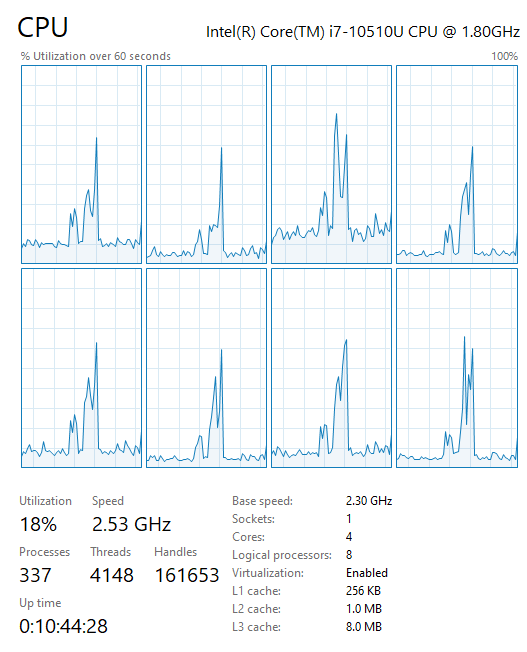 CPU
Intel(R) Core(TM) i7-10510U CPU @ 1.80GHz
% Utilization over 60 seconds
100%
Utilization
Speed
18%
2.53 GHz
Processes
Threads
Handles
337
4148
161653
Up time
0:10:44:28
Base speed:
2.30 GHz
Sockets:
1
Cores:
4
Logical processors:
8
Virtualization:
Enabled
L1 cache:
256 KB
L2 cache:
1.0 MB
L3 cache:
8.0 MB